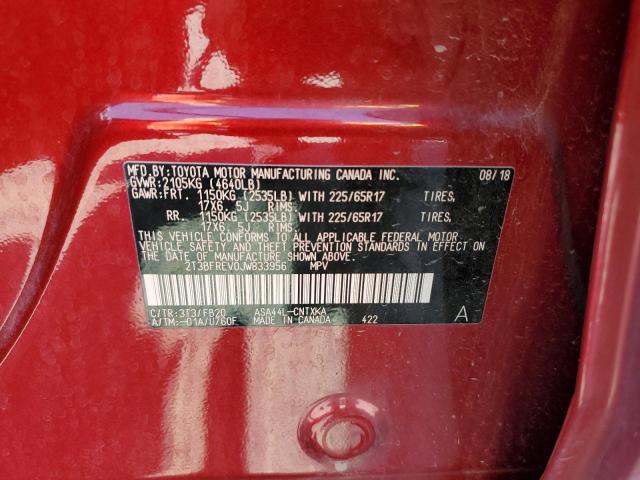 MFD.BY:TOYOTA MOTOR MANUFACTURING CANADA INC. 08/18
GVWR:2105KG (4640LB)
GAWR:FRT. 1150KG (2535LB) WITH 225/65R17 TIRES,
17X6.5J RIMS
RR. 1150KG (2535LB) WITH 225/65R17 TIRES,
17X6.5J RIMS
THIS VEHICLE CONFORMS TO ALL APPLICABLE FEDERAL MOTOR
VEHICLE SAFETY AND THEFT PREVENTION STANDARDS IN EFFECT ON
THE DATE OF MANUFACTURE SHOWN ABOVE.
2T3BFREV0JW833956 MPV
C/TR:3T3/FB20 ASA44L-CNTXKA
A/TM:-01A/U760F MADE IN CANADA 422 A